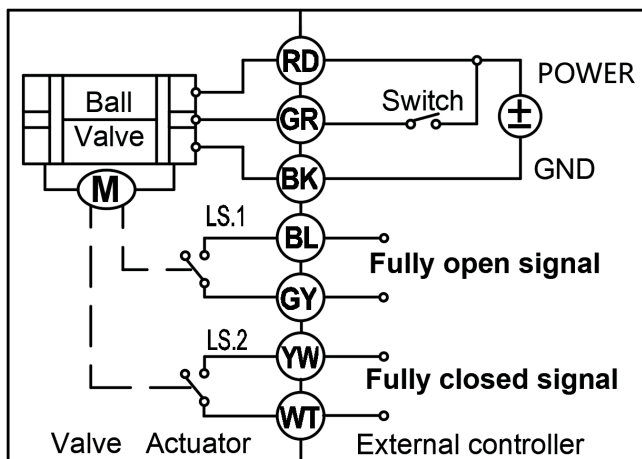 RD
POWER
Ball
Valve
Switch
GR
±
GND
M
BK
LS.1
BL
Fully open signal
GY
LS.2
YW
Fully closed signal
WT
Valve Actuator
External controller